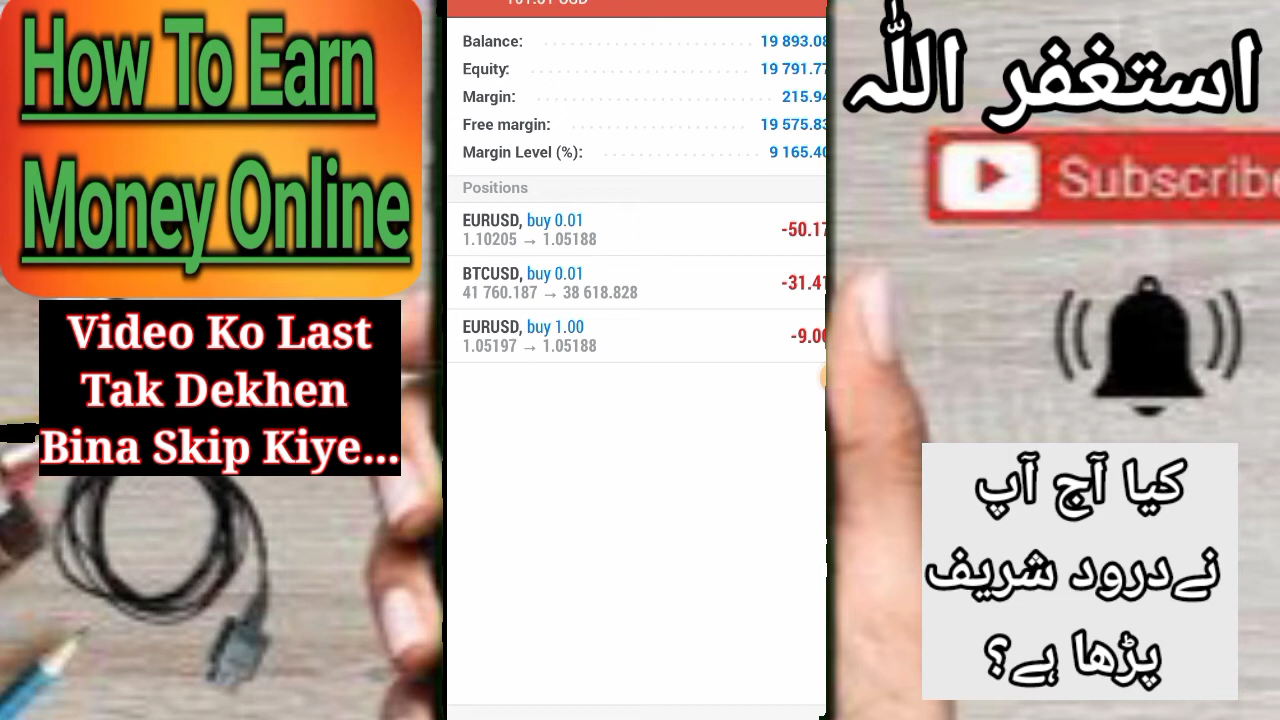 How To Earn
Money Online
Video Ko Last
Tak Dekhen
Bina Skip Kiye...
Balance: 19 893.08
Equity: 19 791.77
Margin: 215.94
Free margin: 19 575.83
Margin Level (%): 9 165.40
Positions
EURUSD, buy 0.01 -50.17
1.10205 → 1.05188
BTCUSD, buy 0.01 -31.41
41 760.187 → 38 618.828
EURUSD, buy 1.00 -9.00
1.05197 → 1.05188
استغفر اللہ
Subscribe
کیا آج آپ
نےدرود شریف
پڑھا ہے؟